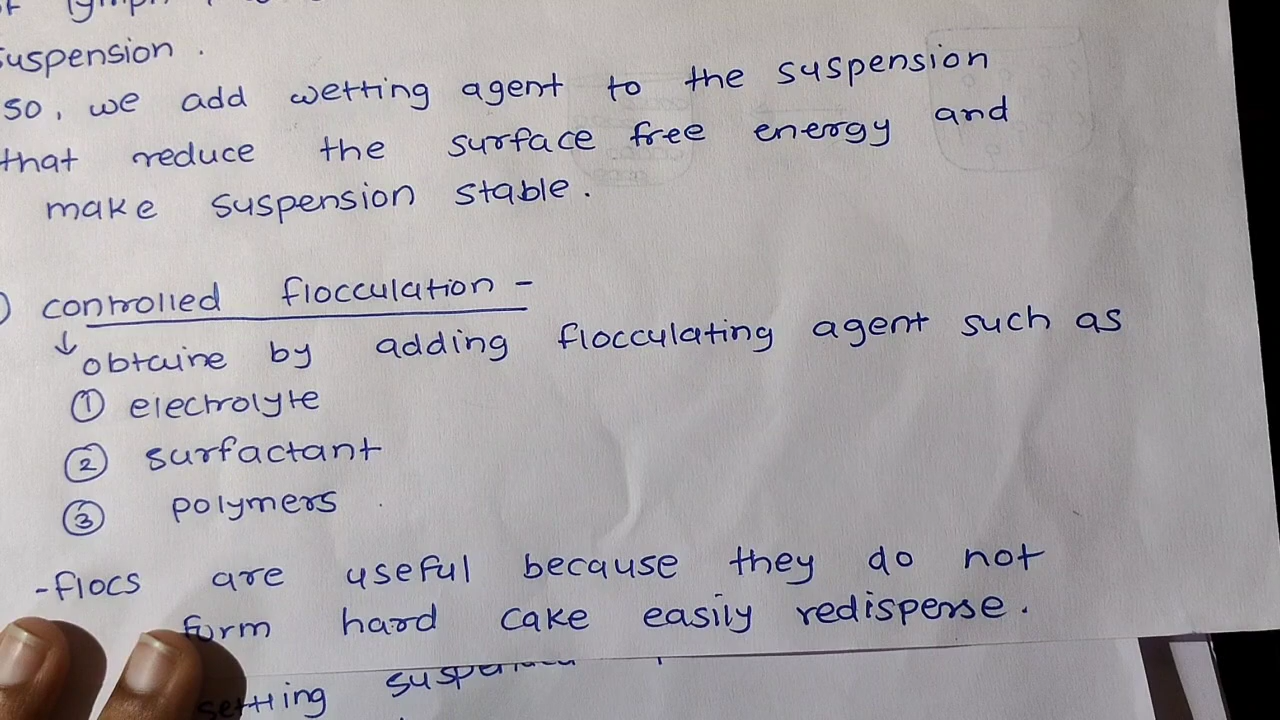 suspension.
so, we add wetting agent to the suspension
that reduce the surface free energy and
make suspension stable.
controlled flocculation -
↓ obtaine by adding flocculating agent such as
① electrolyte
② surfactant
③ polymers
-flocs are useful because they do not
form hard cake easily redisperse.
settling